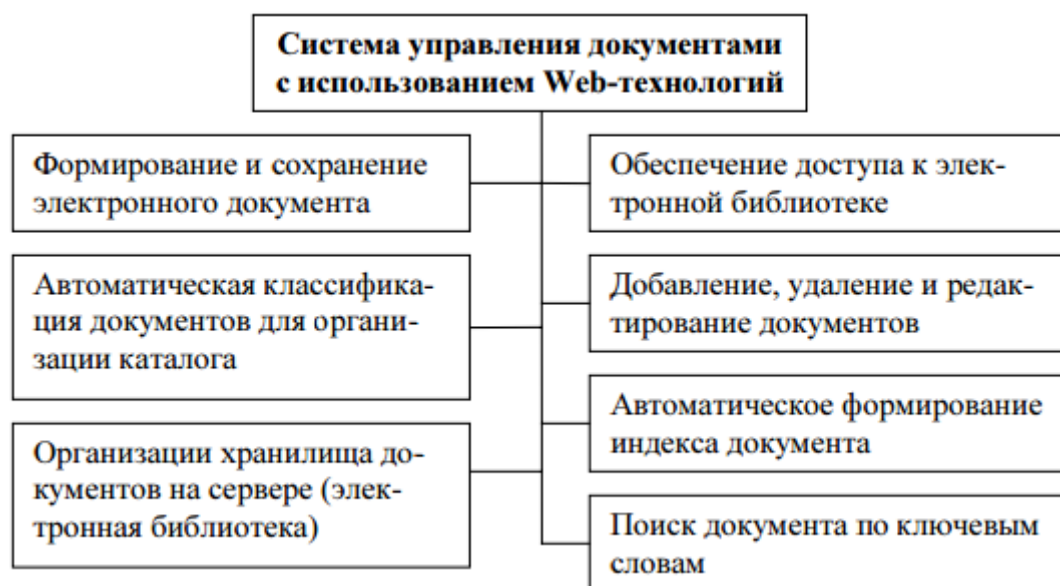 Система управления документами
с использованием Web-технологий
Формирование и сохранение
электронного документа
Автоматическая классифика-
ция документов для органи-
зации каталога
Организации хранилища до-
кументов на сервере (элек-
тронная библиотека)
Обеспечение доступа к элек-
тронной библиотеке
Добавление, удаление и редак-
тирование документов
Автоматическое формирование
индекса документа
Поиск документа по ключевым
словам